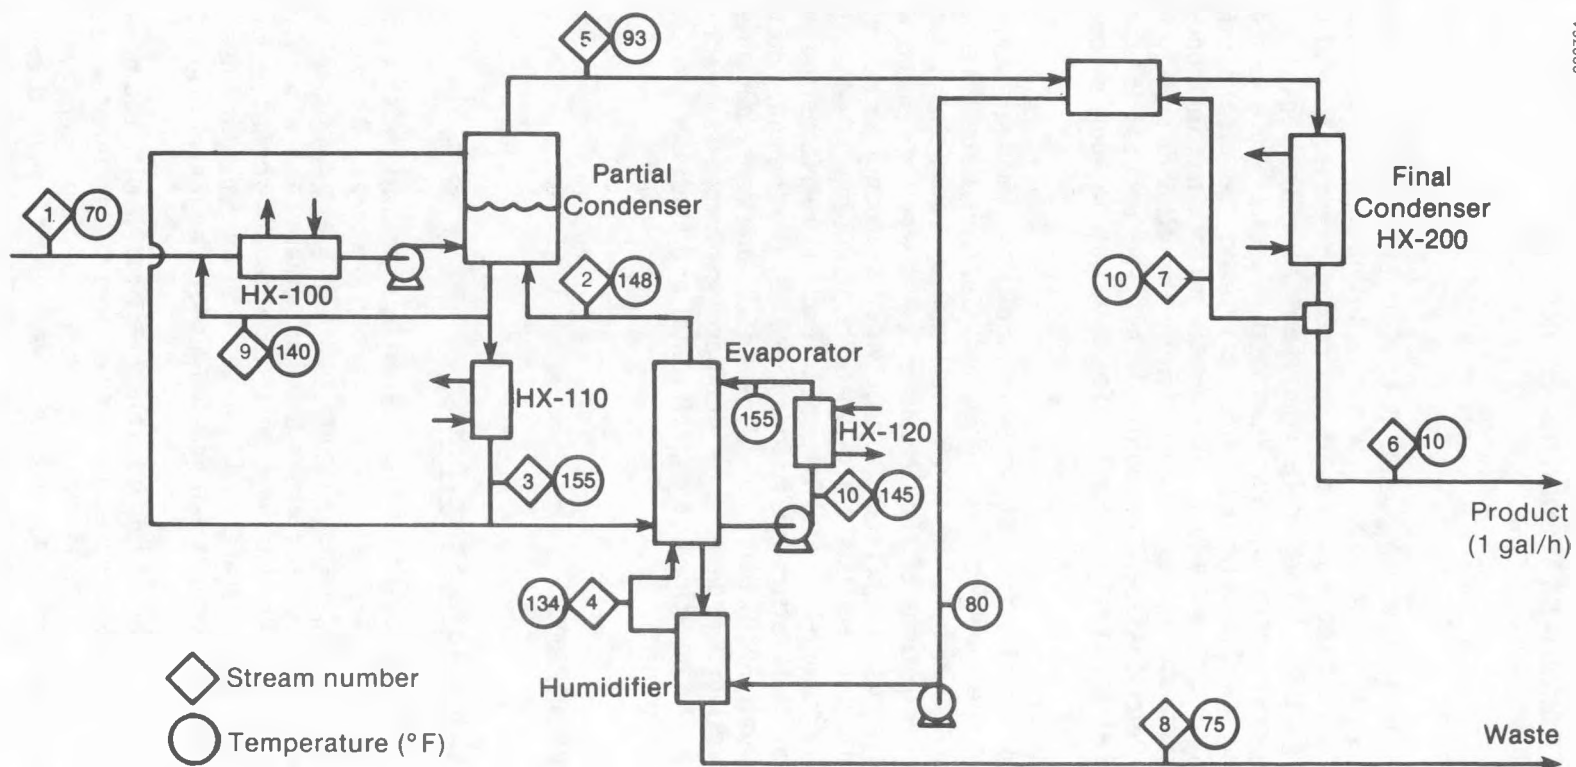 5
93
Partial
Condenser
Final
Condenser
HX-200
1
70
HX-100
2
148
10
7
9
140
Evaporator
HX-110
155
HX-120
6
10
3
155
10
145
Product
(1 gal/h)
134
4
80
Stream number
Humidifier
8
75
Waste
Temperature (°F)